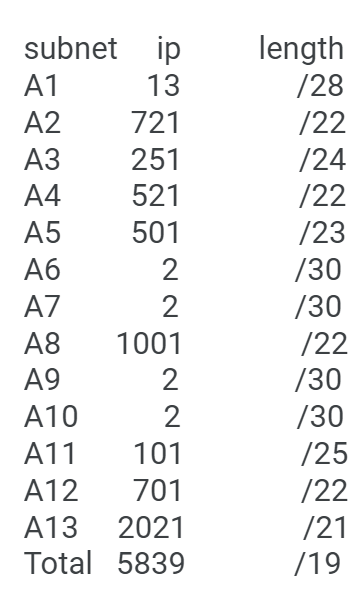 subnet ip length
A1 13 /28
A2 721 /22
A3 251 /24
A4 521 /22
A5 501 /23
A6 2 /30
A7 2 /30
A8 1001 /22
A9 2 /30
A10 2 /30
A11 101 /25
A12 701 /22
A13 2021 /21
Total 5839 /19